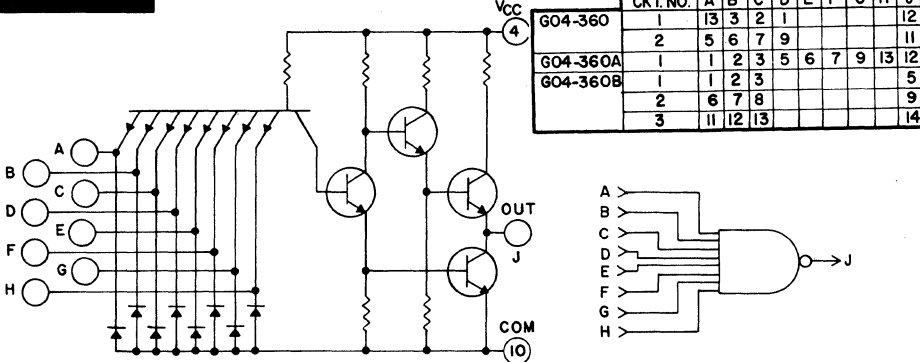 VCC
4
A
B
C
D
E
F
G
H
OUT
J
COM
10
CKT. NO. A B C D E F G H J
G04-360 1 13 3 2 1 12
2 5 6 7 9 11
G04-360A 1 1 2 3 5 6 7 9 13 12
G04-360B 1 1 2 3 5
2 6 7 8 9
3 11 12 13 14
A
B
C
D
E
F
G
H
J